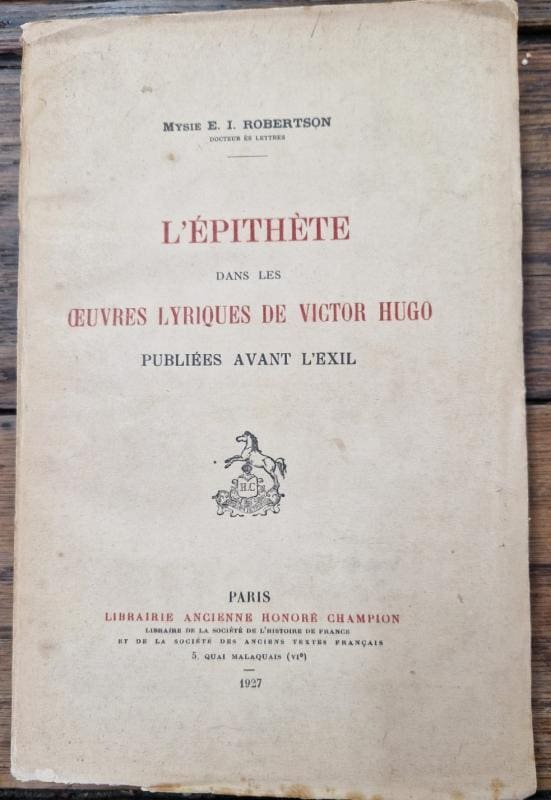 Mysie E. I. ROBERTSON
DOCTEUR ÈS LETTRES
L'ÉPITHÈTE
DANS LES
ŒUVRES LYRIQUES DE VICTOR HUGO
PUBLIÉES AVANT L'EXIL
H.C
PARIS
LIBRAIRIE ANCIENNE HONORÉ CHAMPION
LIBRAIRE DE LA SOCIÉTÉ DE L'HISTOIRE DE FRANCE
ET DE LA SOCIÉTÉ DES ANCIENS TEXTES FRANÇAIS
5, QUAI MALAQUAIS (VIe)
1927